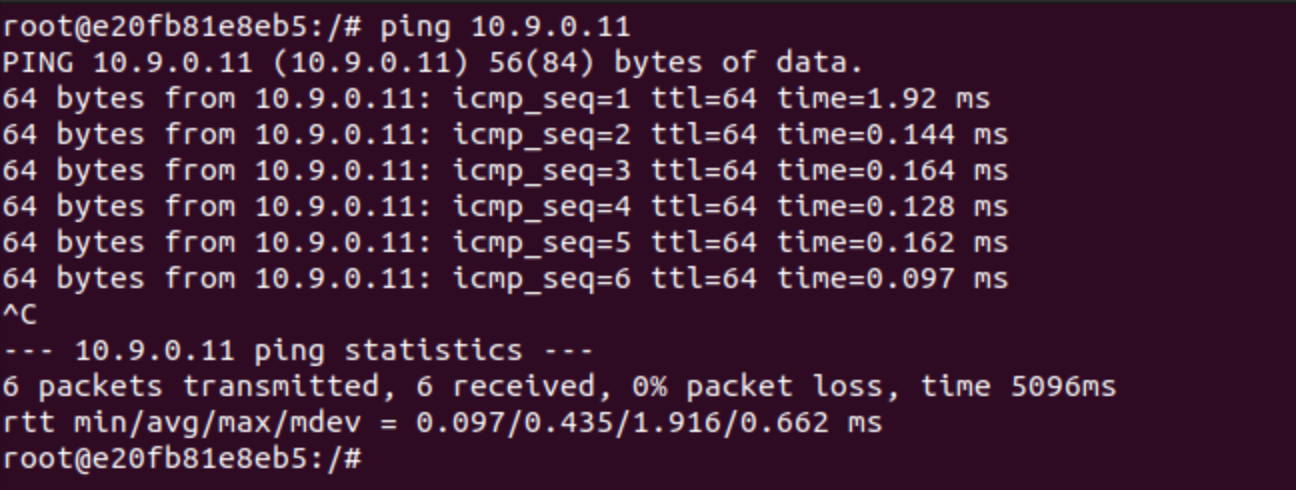 root@e20fb81e8eb5:/# ping 10.9.0.11
PING 10.9.0.11 (10.9.0.11) 56(84) bytes of data.
64 bytes from 10.9.0.11: icmp_seq=1 ttl=64 time=1.92 ms
64 bytes from 10.9.0.11: icmp_seq=2 ttl=64 time=0.144 ms
64 bytes from 10.9.0.11: icmp_seq=3 ttl=64 time=0.164 ms
64 bytes from 10.9.0.11: icmp_seq=4 ttl=64 time=0.128 ms
64 bytes from 10.9.0.11: icmp_seq=5 ttl=64 time=0.162 ms
64 bytes from 10.9.0.11: icmp_seq=6 ttl=64 time=0.097 ms
^C
--- 10.9.0.11 ping statistics ---
6 packets transmitted, 6 received, 0% packet loss, time 5096ms
rtt min/avg/max/mdev = 0.097/0.435/1.916/0.662 ms
root@e20fb81e8eb5:/#